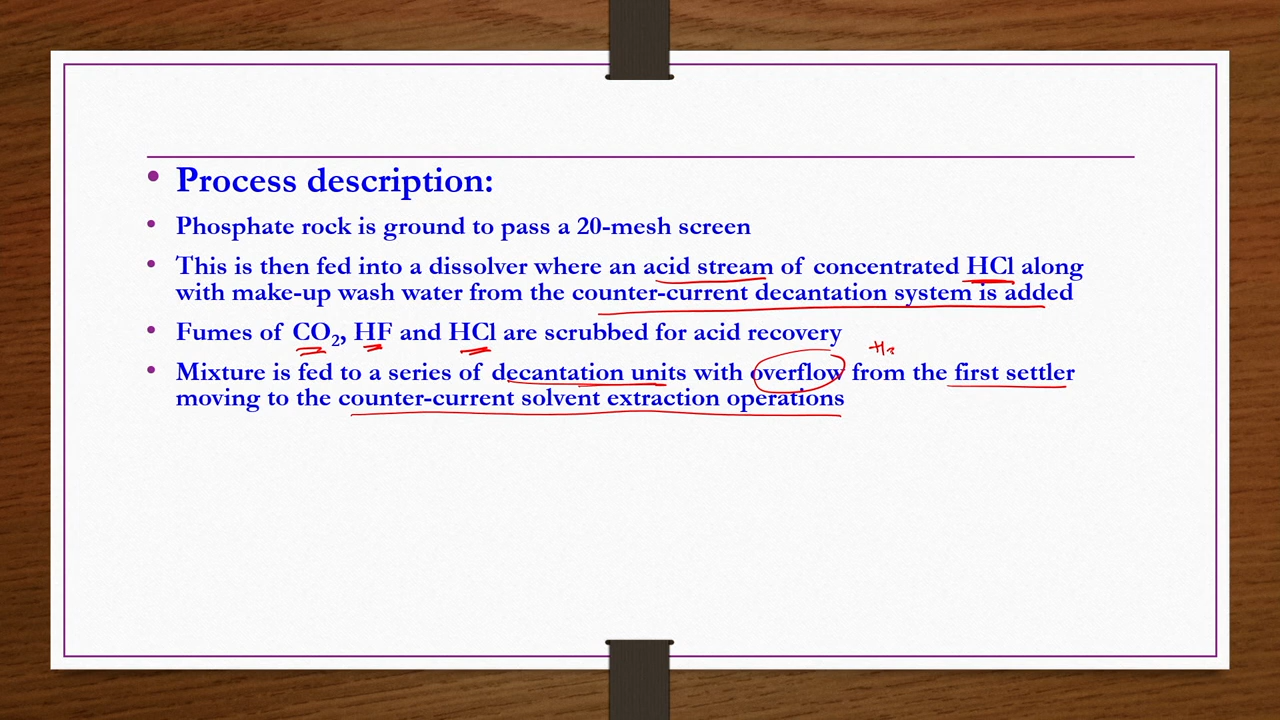 • Process description:
• Phosphate rock is ground to pass a 20-mesh screen
• This is then fed into a dissolver where an acid stream of concentrated HCl along
with make-up wash water from the counter-current decantation system is added
• Fumes of CO₂, HF and HCl are scrubbed for acid recovery
• Mixture is fed to a series of decantation units with overflow from the first settler
moving to the counter-current solvent extraction operations